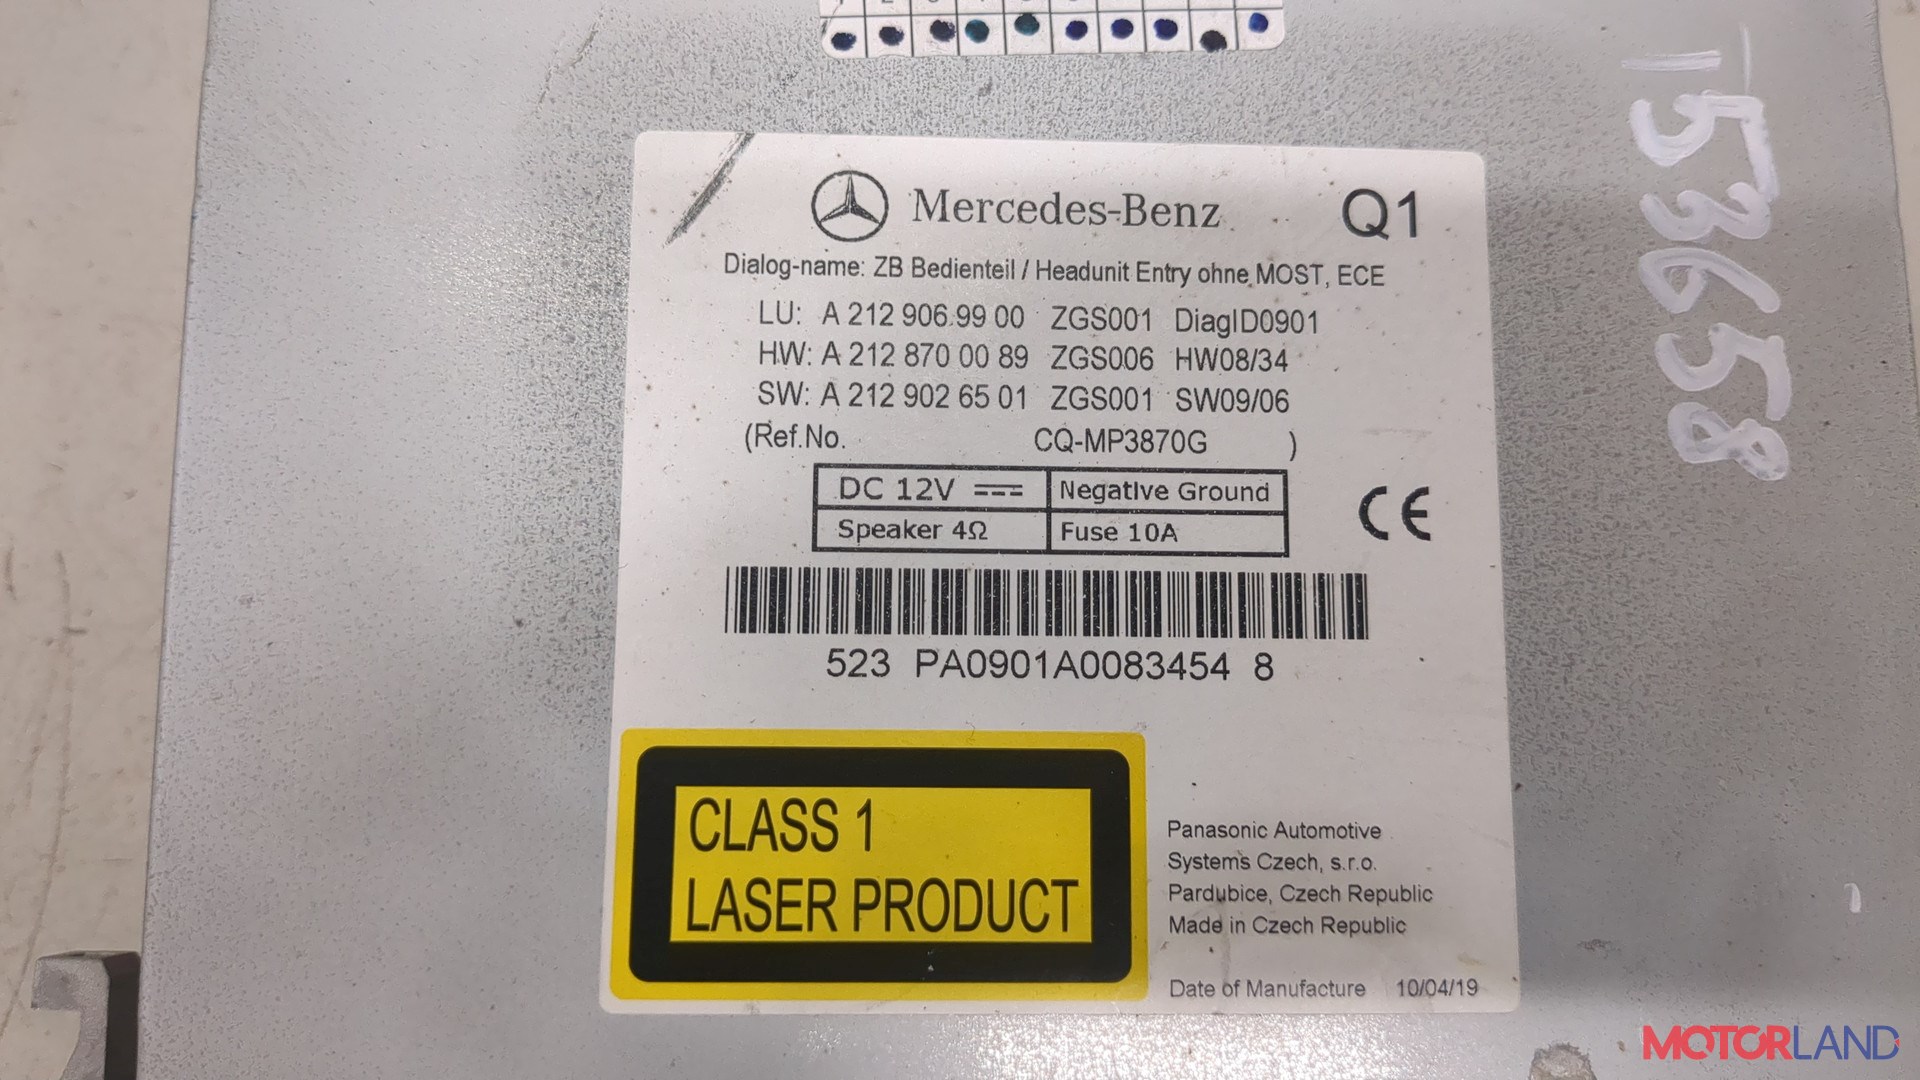 Mercedes-Benz Q1
Dialog-name: ZB Bedienteil / Headunit Entry ohne MOST, ECE
LU: A 212 906 99 00 ZGS001 DiagID0901
HW: A 212 870 00 89 ZGS006 HW08/34
SW: A 212 902 65 01 ZGS001 SW09/06
(Ref.No. CQ-MP3870G )
DC 12V Negative Ground
Speaker 4Ω Fuse 10A
CE
523 PA0901A0083454 8
CLASS 1
LASER PRODUCT
Panasonic Automotive
Systems Czech, s.r.o.
Pardubice, Czech Republic
Made in Czech Republic
Date of Manufacture 10/04/19
T53658
MOTORLAND